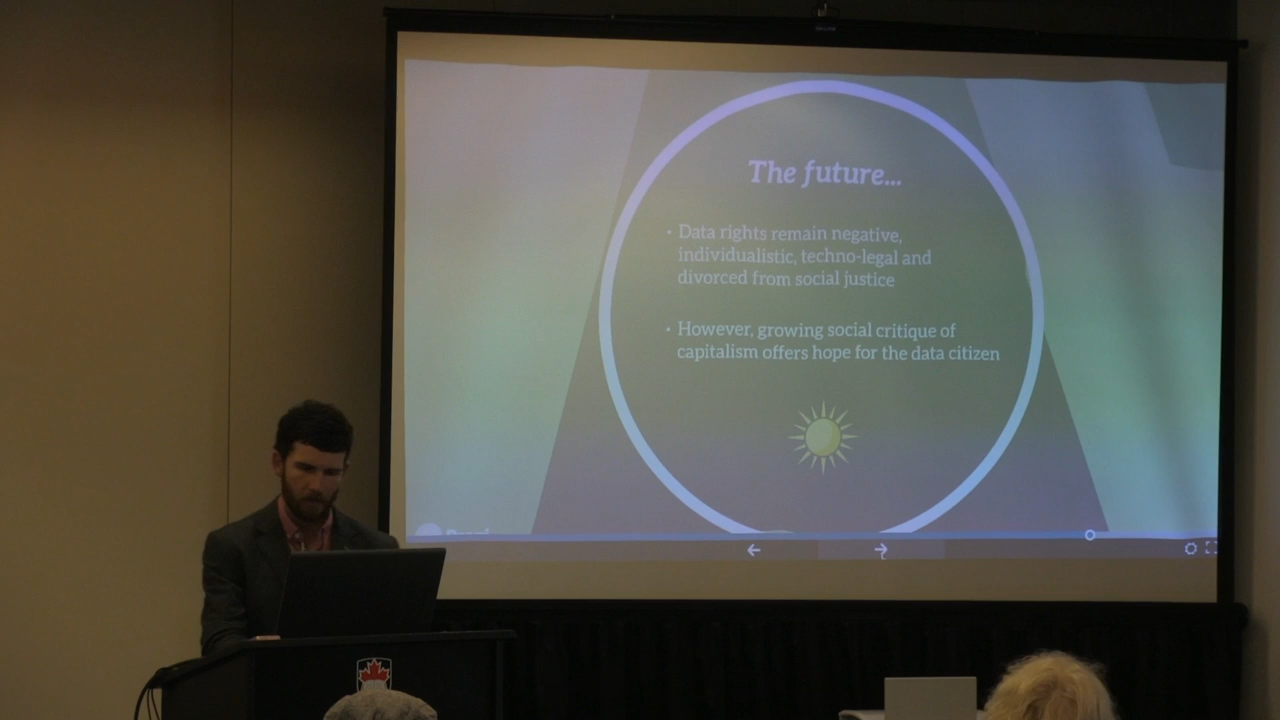 The future...
• Data rights remain negative,
individualistic, techno-legal and
divorced from social justice
• However, growing social critique of
capitalism offers hope for the data citizen